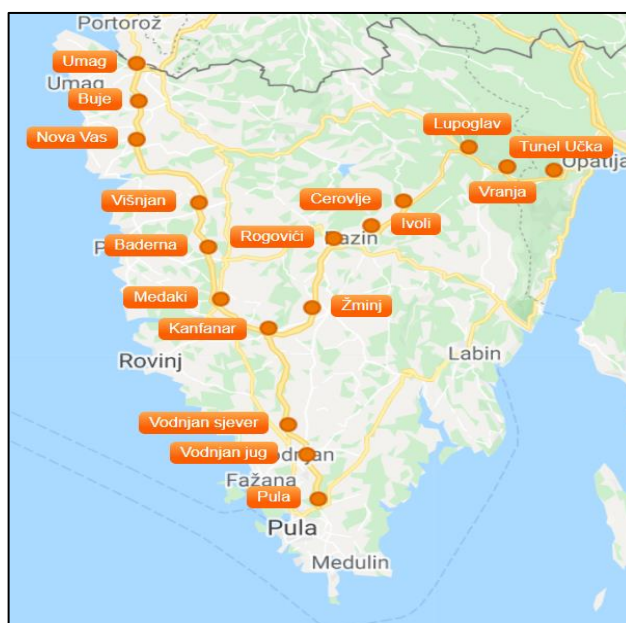 Portorož
Umag
Umag
Buje
Nova Vas
Lupoglav
Tunel Učka
Opatija
Vranja
Višnjan
Cerovlje
Ivoli
Rogovići
Pazin
Baderna
Medaki
Žminj
Kanfanar
Rovinj
Labin
Vodnjan sjever
Vodnjan jug
Fažana
Pula
Pula
Medulin